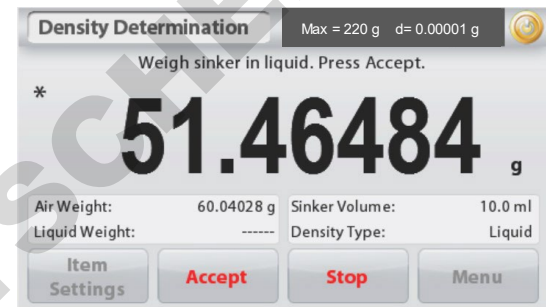 Density Determination Max = 220 g d= 0.00001 g
Weigh sinker in liquid. Press Accept.
* 51.46484 g
Air Weight: 60.04028 g Sinker Volume: 10.0 ml
Liquid Weight: ------ Density Type: Liquid
Item Settings Accept Stop Menu
SCHE